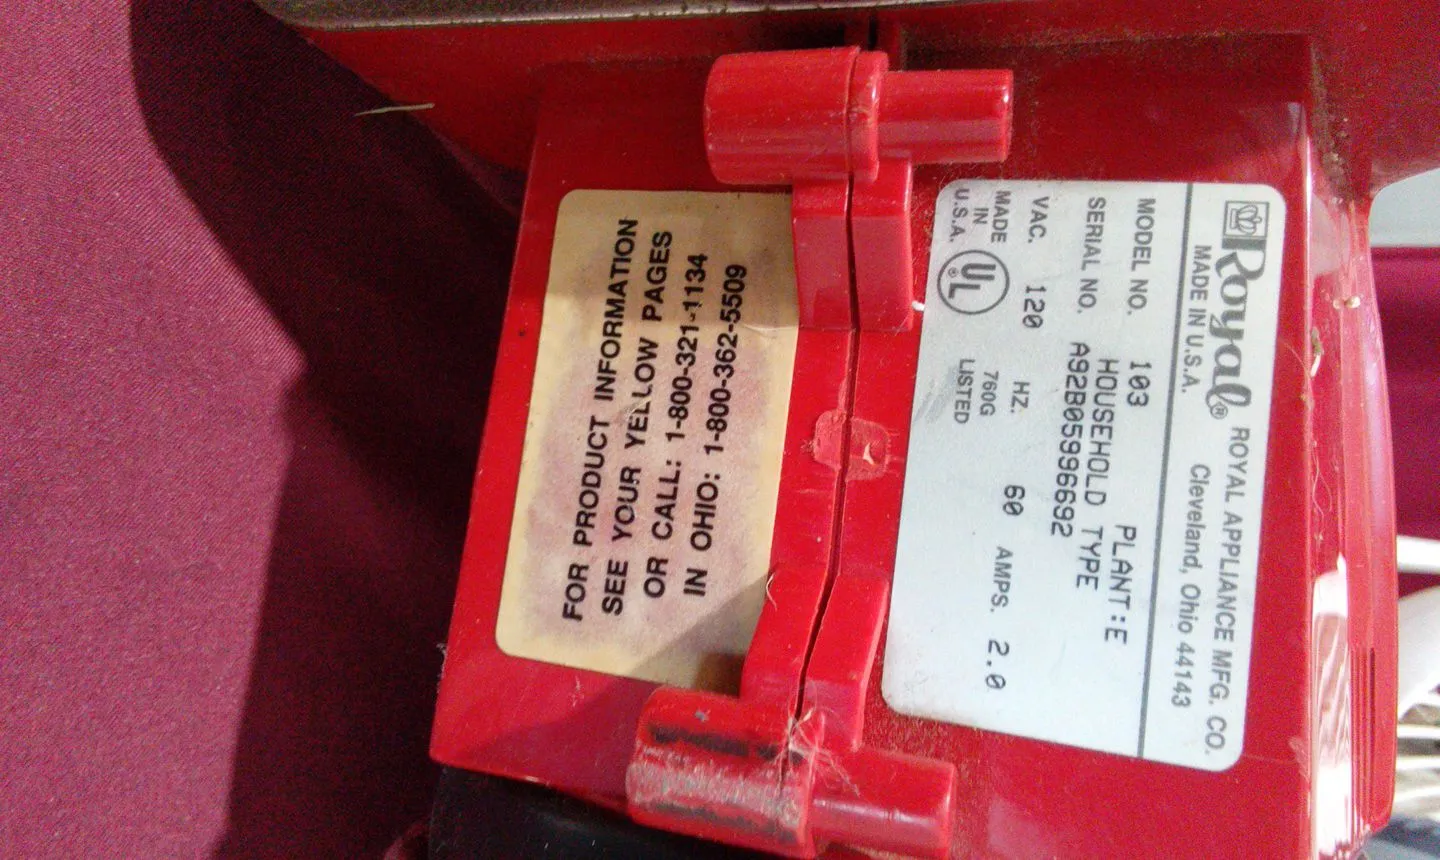 Royal® ROYAL APPLIANCE MFG. CO.
MADE IN U.S.A. Cleveland, Ohio 44143
MODEL NO. 103 PLANT:E
HOUSEHOLD TYPE
SERIAL NO. A92B05996692
VAC. 120 HZ. 60 AMPS. 2.0
MADE
IN
U.S.A.
UL®
760G
LISTED
FOR PRODUCT INFORMATION
SEE YOUR YELLOW PAGES
OR CALL: 1-800-321-1134
IN OHIO: 1-800-362-5509